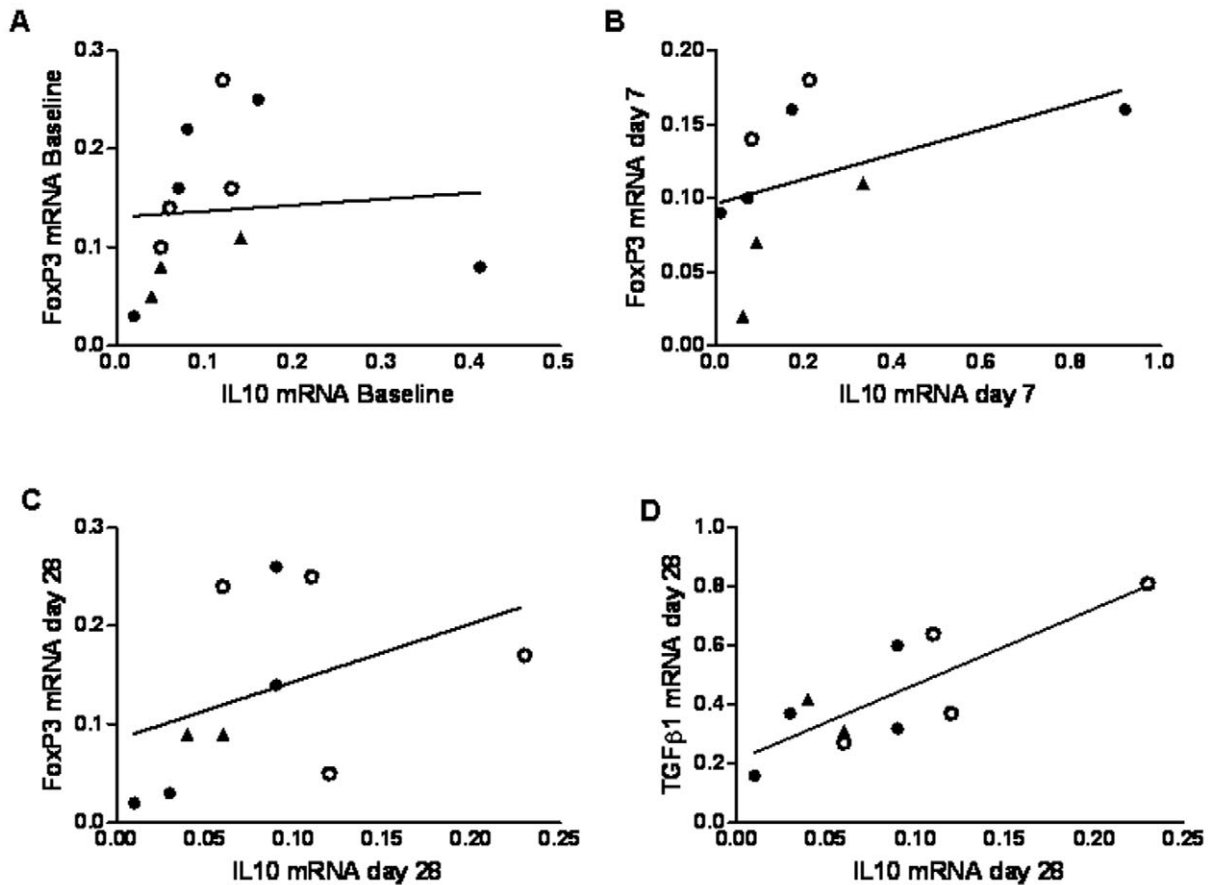 A
FoxP3 mRNA Baseline
0.3
0.2
0.1
0.0
0.0 0.1 0.2 0.3 0.4 0.5
IL10 mRNA Baseline
B
FoxP3 mRNA day 7
0.20
0.15
0.10
0.05
0.00
0.0 0.2 0.4 0.6 0.8 1.0
IL10 mRNA day 7
C
FoxP3 mRNA day 28
0.3
0.2
0.1
0.0
0.00 0.05 0.10 0.15 0.20 0.25
IL10 mRNA day 28
D
TGFβ1 mRNA day 28
1.0
0.8
0.6
0.4
0.2
0.0
0.00 0.05 0.10 0.15 0.20 0.25
IL10 mRNA day 28